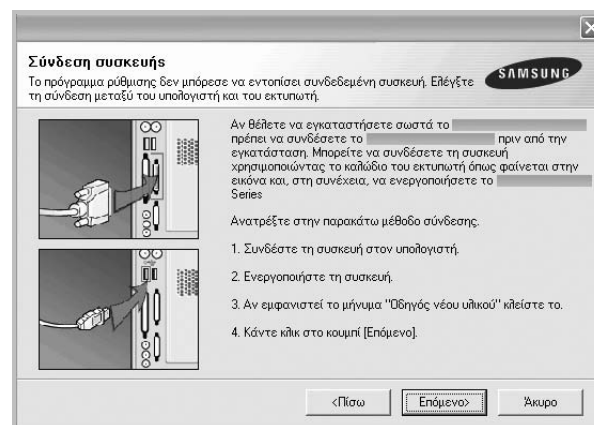 Σύνδεση συσκευής
Το πρόγραμμα ρύθμισης δεν μπόρεσε να εντοπίσει συνδεδεμένη συσκευή. Ελέγξτε
τη σύνδεση μεταξύ του υπολογιστή και του εκτυπωτή.
SAMSUNG
Αν θέλετε να εγκαταστήσετε σωστά το
πρέπει να συνδέσετε το πριν από την
εγκατάσταση. Μπορείτε να συνδέσετε τη συσκευή
χρησιμοποιώντας το καλώδιο του εκτυπωτή όπως φαίνεται στην
εικόνα και, στη συνέχεια, να ενεργοποιήσετε το
Series
Ανατρέξτε στην παρακάτω μέθοδο σύνδεσης.
1. Συνδέστε τη συσκευή στον υπολογιστή.
2. Ενεργοποιήστε τη συσκευή.
3. Αν εμφανιστεί το μήνυμα "Οδηγός νέου υλικού" κλείστε το.
4. Κάντε κλικ στο κουμπί [Επόμενο].
<Πίσω
Επόμενο>
Άκυρο